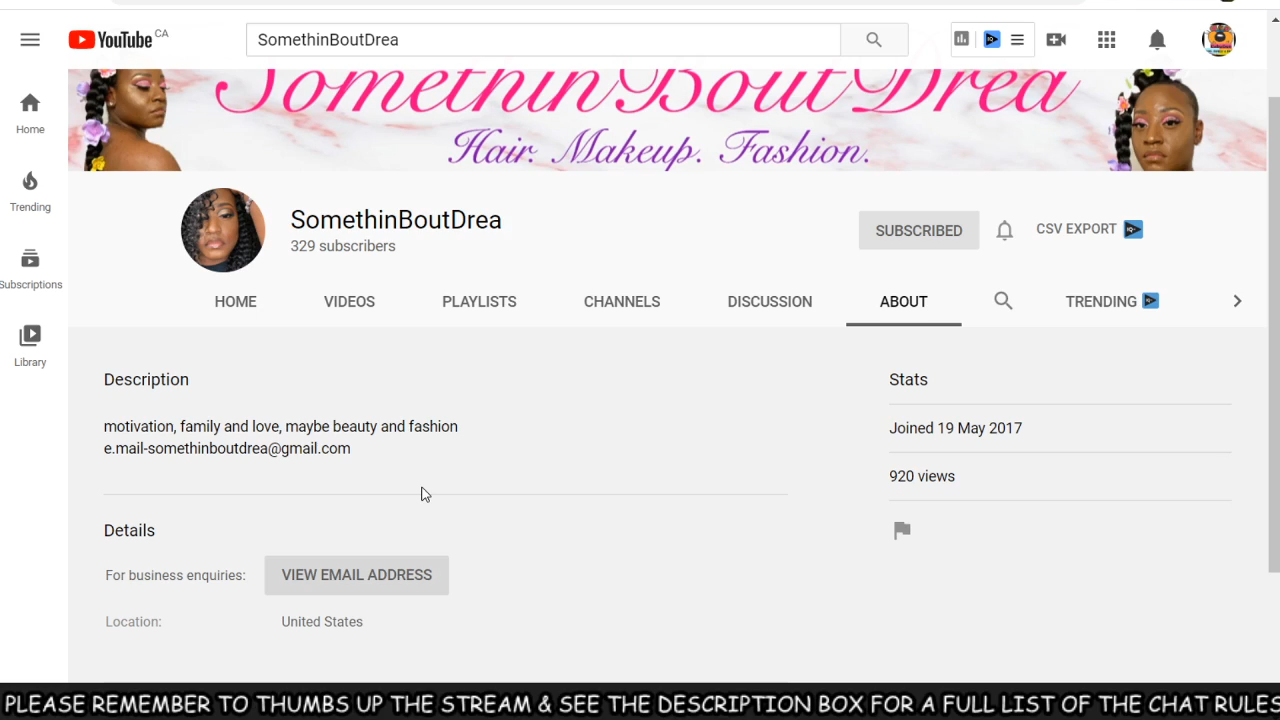 YouTube CA
SomethinBoutDrea
SomethinBoutDrea
Hair. Makeup. Fashion.
Home
Trending
Subscriptions
Library
SomethinBoutDrea
329 subscribers
SUBSCRIBED
CSV EXPORT
HOME
VIDEOS
PLAYLISTS
CHANNELS
DISCUSSION
ABOUT
TRENDING
Description
motivation, family and love, maybe beauty and fashion
e.mail-somethinboutdrea@gmail.com
Stats
Joined 19 May 2017
920 views
Details
For business enquiries:
VIEW EMAIL ADDRESS
Location:
United States
PLEASE REMEMBER TO THUMBS UP THE STREAM & SEE THE DESCRIPTION BOX FOR A FULL LIST OF THE CHAT RULES